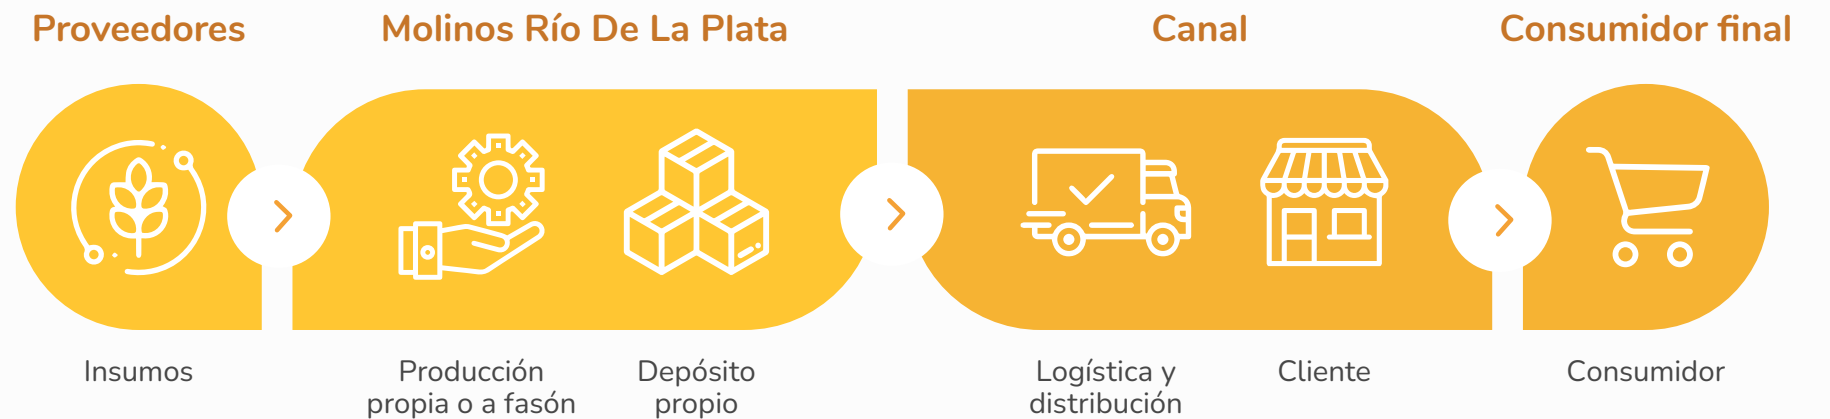 Proveedores
Molinos Río De La Plata
Canal
Consumidor final
Insumos
Producción
propia o a fasón
Depósito
propio
Logística y
distribución
Cliente
Consumidor